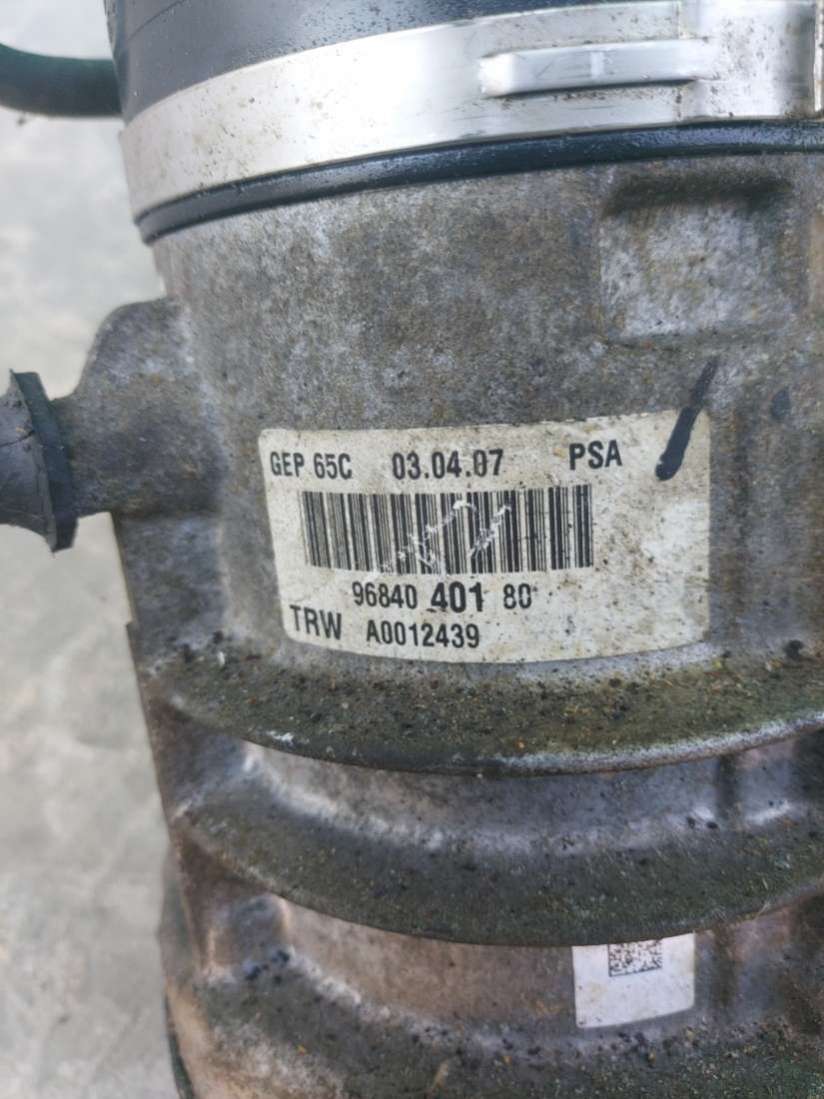 GEP 65C 03.04.07 PSA
96840 401 80
TRW A0012439